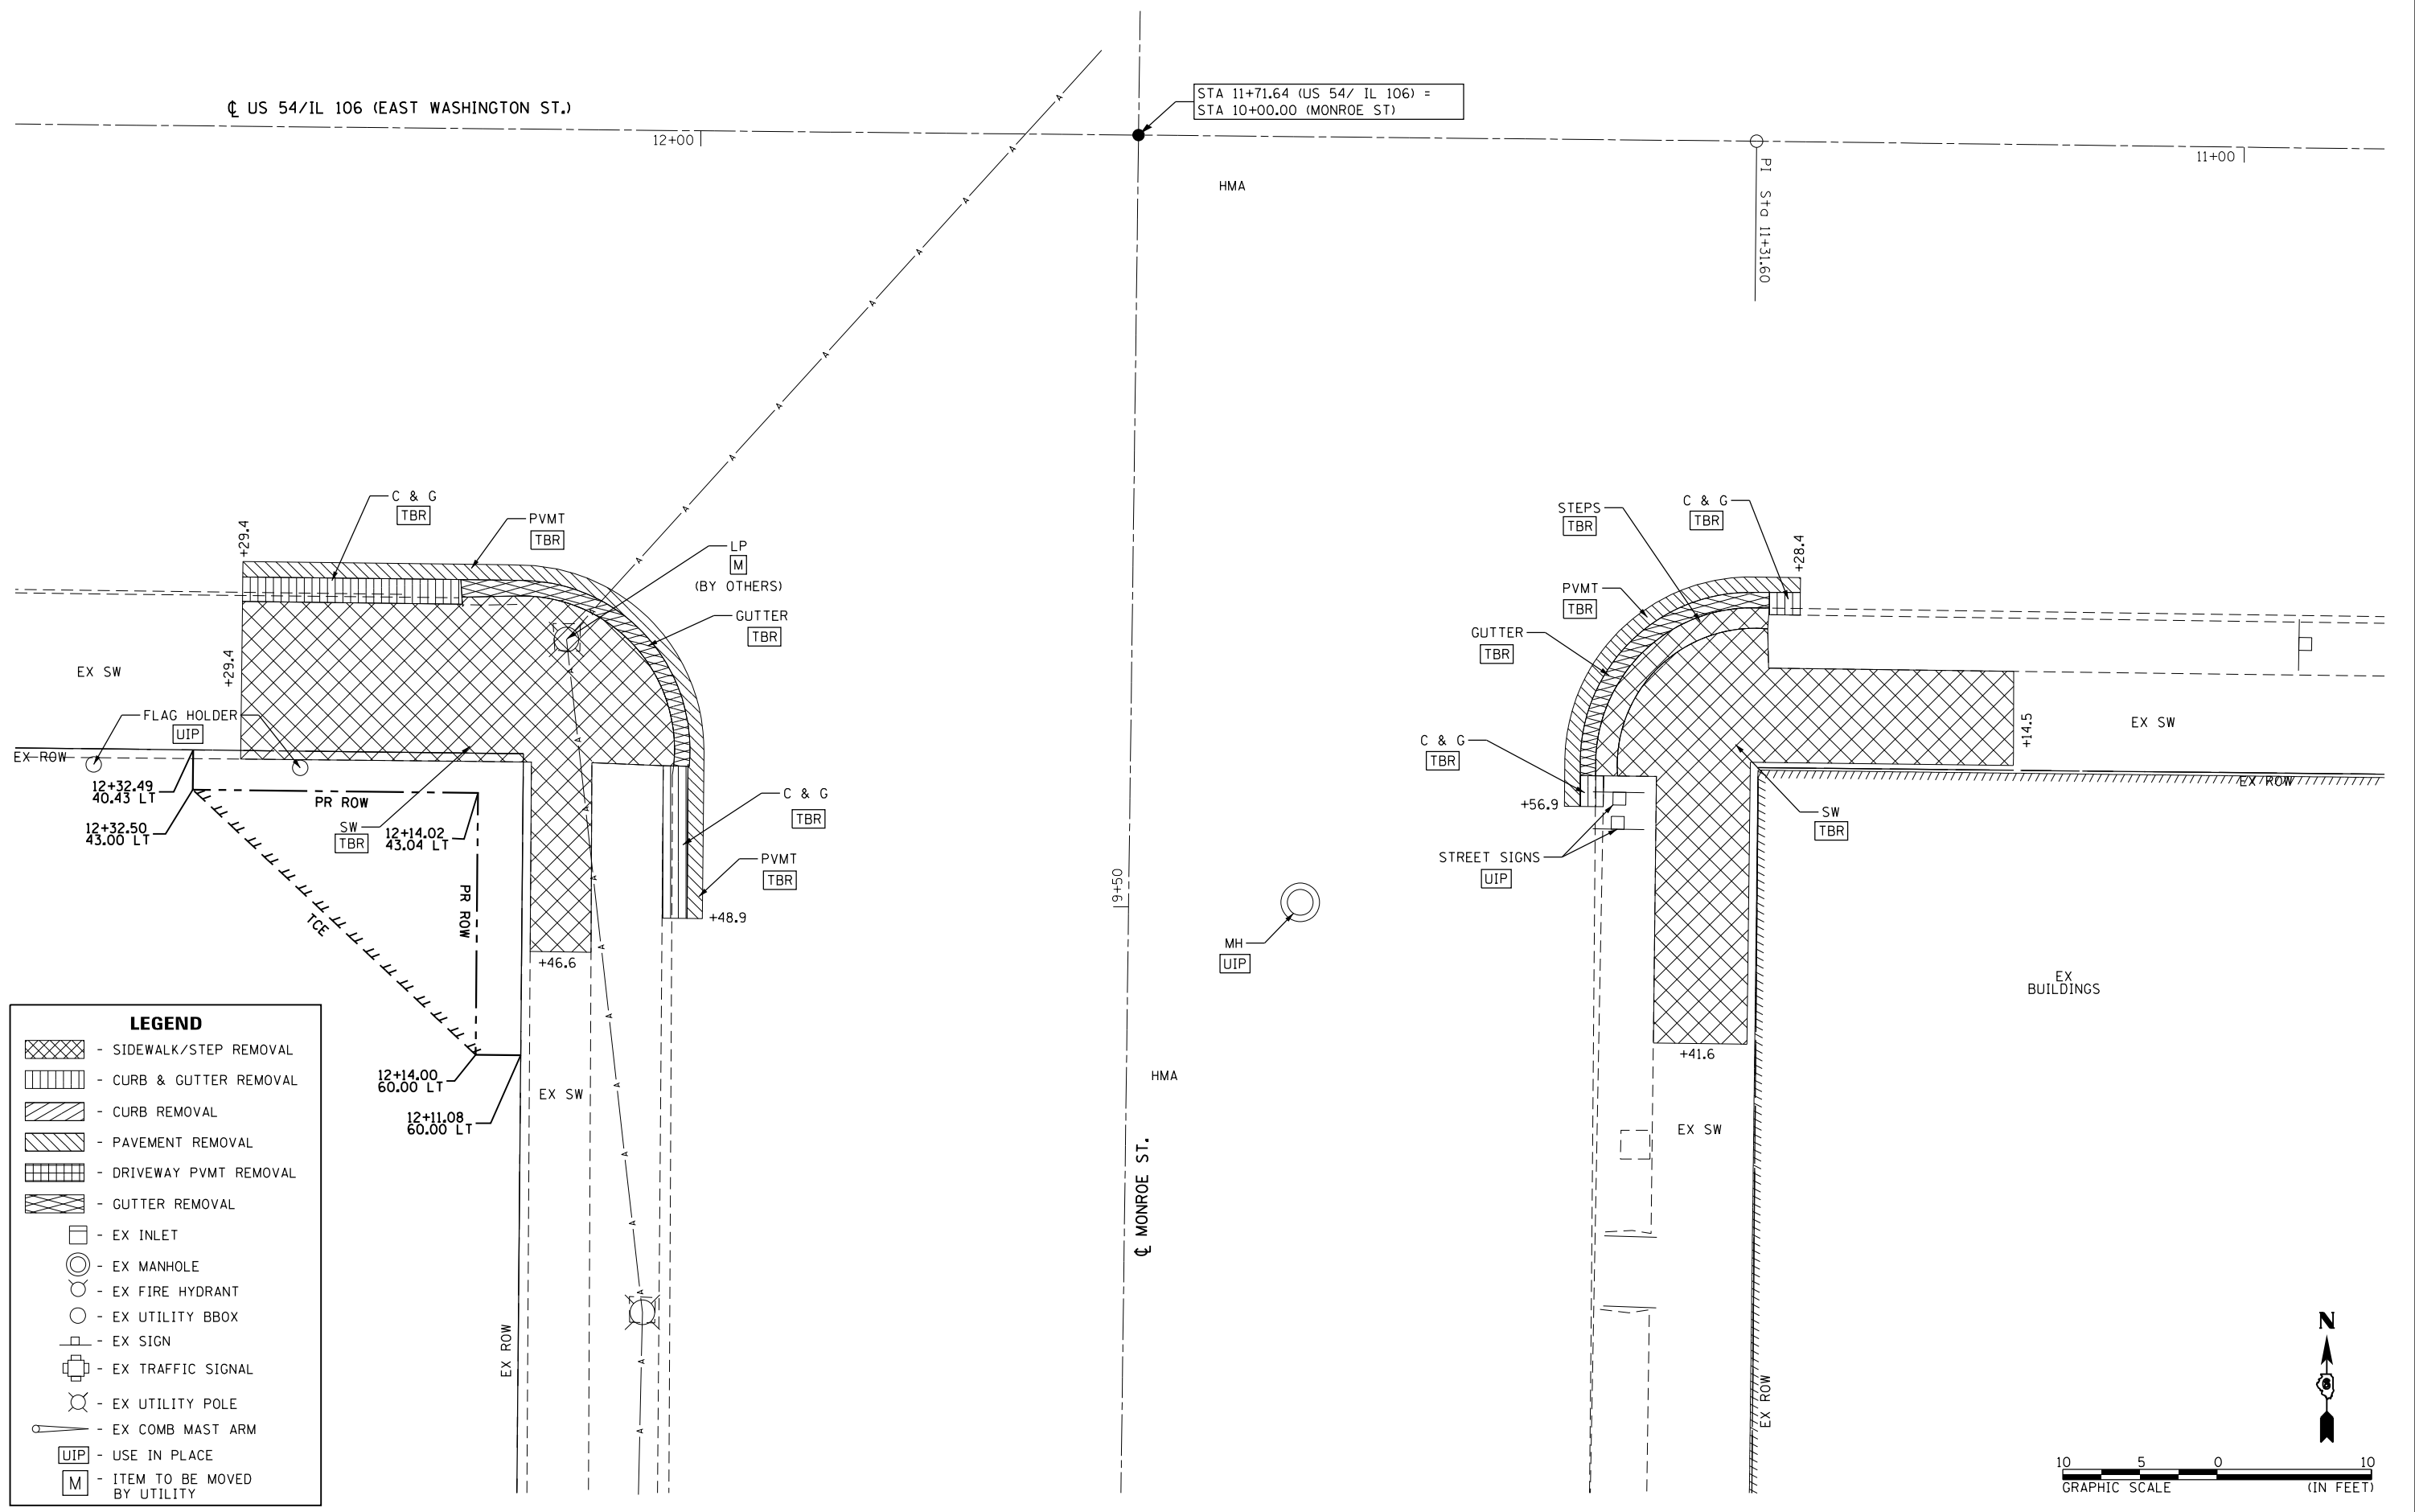 ℄ US 54/IL 106 (EAST WASHINGTON ST.)
STA 11+71.64 (US 54/ IL 106) =
STA 10+00.00 (MONROE ST)
12+00
11+00
HMA
PI Sta 11+31.60
A A A A A A A A A A A A
C & G
TBR
PVMT
TBR
LP
M
(BY OTHERS)
GUTTER
TBR
+29.4
+29.4
EX SW
FLAG HOLDER
UIP
EX ROW
12+32.49
40.43 LT
12+32.50
43.00 LT
PR ROW
SW
TBR
12+14.02
43.04 LT
PR ROW
TCE
C & G
TBR
PVMT
TBR
+48.9
+46.6
12+14.00
60.00 LT
12+11.08
60.00 LT
EX SW
EX ROW
A A A A A A A A A A
9+50
MH
UIP
HMA
℄ MONROE ST.
STEPS
TBR
C & G
TBR
+28.4
PVMT
TBR
GUTTER
TBR
C & G
TBR
+56.9
STREET SIGNS
UIP
+14.5
EX SW
EX ROW
SW
TBR
EX
BUILDINGS
+41.6
EX SW
EX ROW
LEGEND
- SIDEWALK/STEP REMOVAL
- CURB & GUTTER REMOVAL
- CURB REMOVAL
- PAVEMENT REMOVAL
- DRIVEWAY PVMT REMOVAL
- GUTTER REMOVAL
- EX INLET
- EX MANHOLE
- EX FIRE HYDRANT
- EX UTILITY BBOX
- EX SIGN
- EX TRAFFIC SIGNAL
- EX UTILITY POLE
- EX COMB MAST ARM
UIP - USE IN PLACE
M - ITEM TO BE MOVED
BY UTILITY
N
6
10 5 0 10
GRAPHIC SCALE (IN FEET)